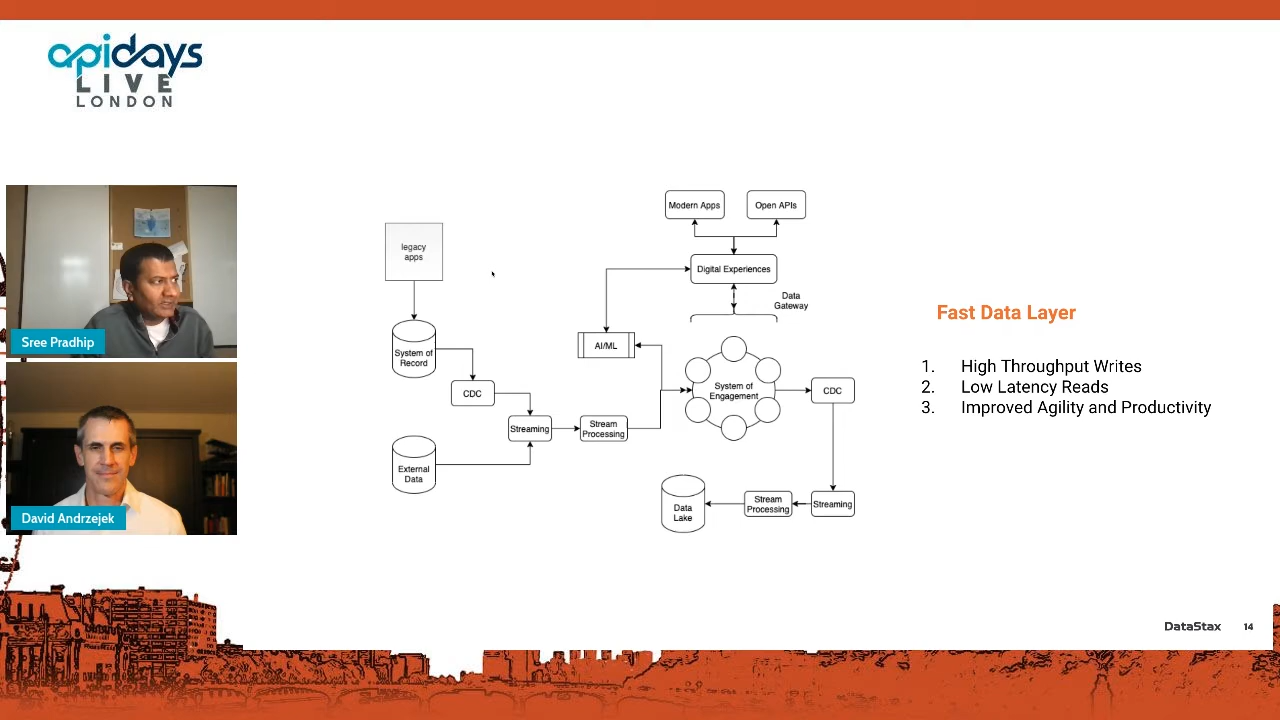 apidays
LIVE
LONDON
Sree Pradhip
David Andrzejek
legacy
apps
System of
Record
CDC
External
Data
Streaming
Stream
Processing
AI/ML
Modern Apps
Open APIs
Digital Experiences
Data
Gateway
System of
Engagement
CDC
Streaming
Stream
Processing
Data
Lake
Fast Data Layer
1. High Throughput Writes
2. Low Latency Reads
3. Improved Agility and Productivity
DataStax
14